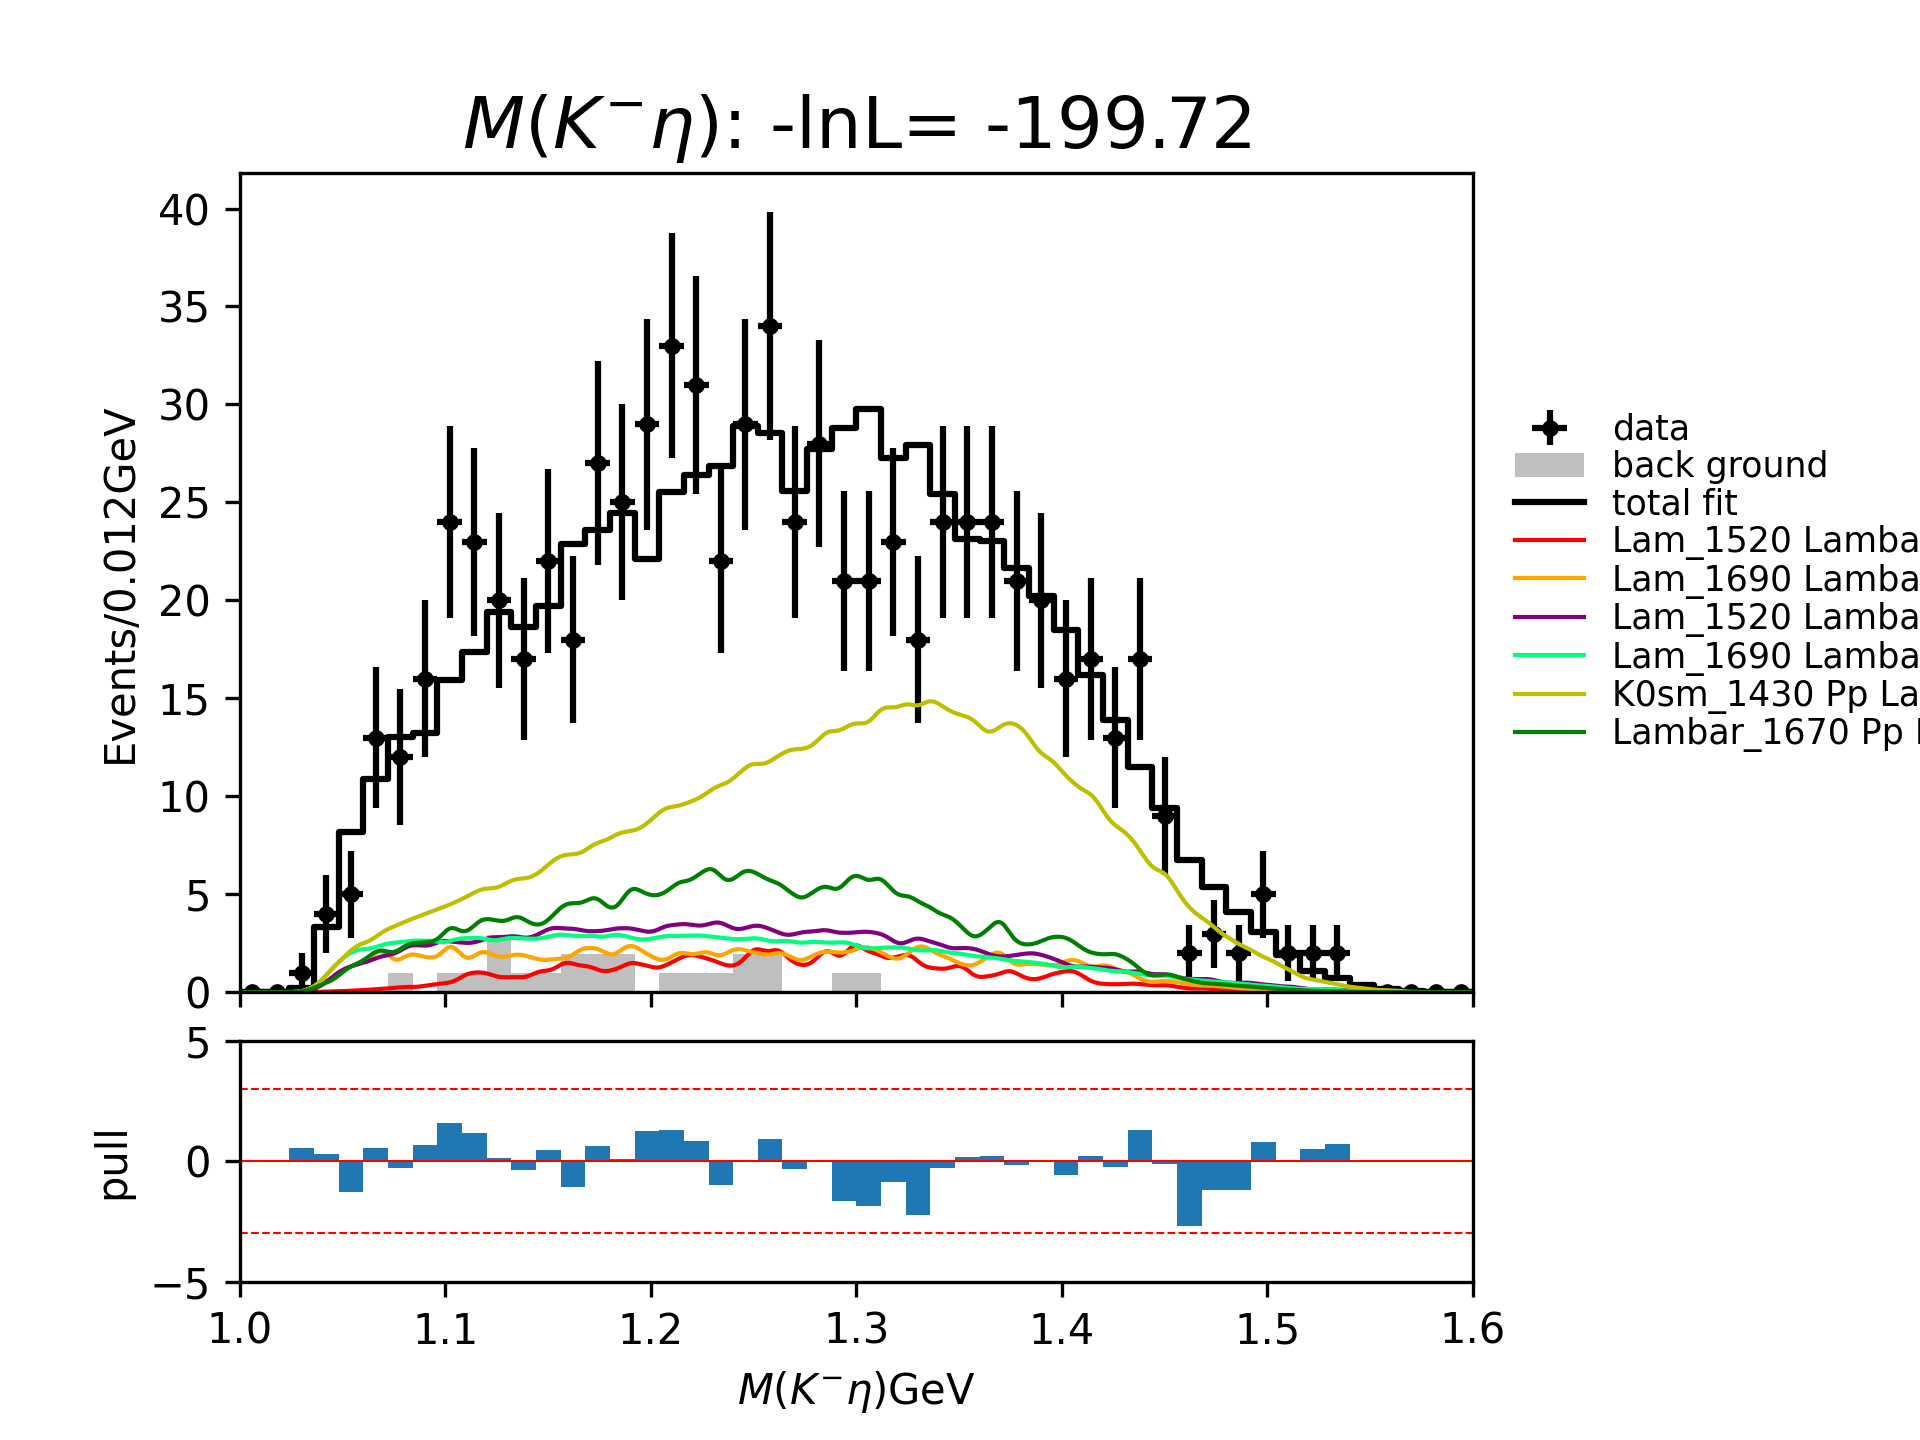 M(K⁻η): -lnL= -199.72
40
35
30
25
20
15
10
5
0
Events/0.012GeV
data
back ground
total fit
Lam_1520 Lamba
Lam_1690 Lamba
Lam_1520 Lamba
Lam_1690 Lamba
K0sm_1430 Pp La
Lambar_1670 Pp
5
0
−5
pull
1.0 1.1 1.2 1.3 1.4 1.5 1.6
M(K⁻η)GeV